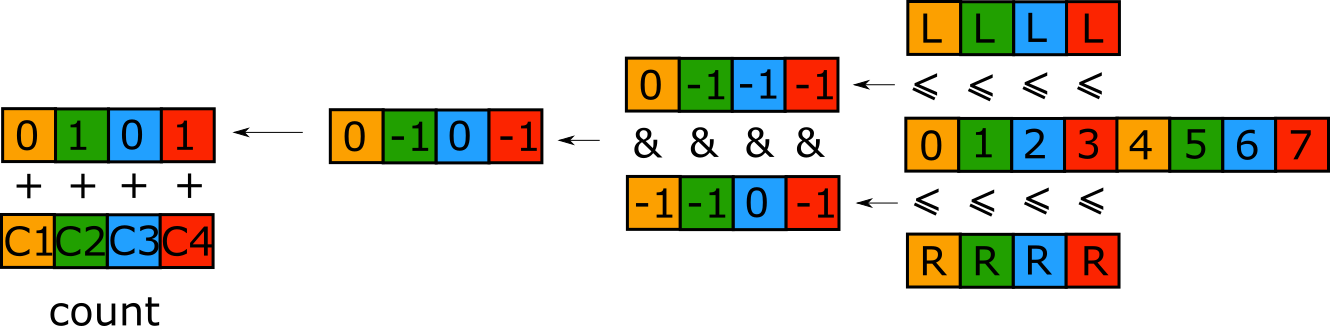 L L L L
0 -1 -1 -1 ⩽ ⩽ ⩽ ⩽
0 1 0 1 0 -1 0 -1 & & & & 0 1 2 3 4 5 6 7
+ + + + -1 -1 0 -1 ⩽ ⩽ ⩽ ⩽
C1 C2 C3 C4 R R R R
count